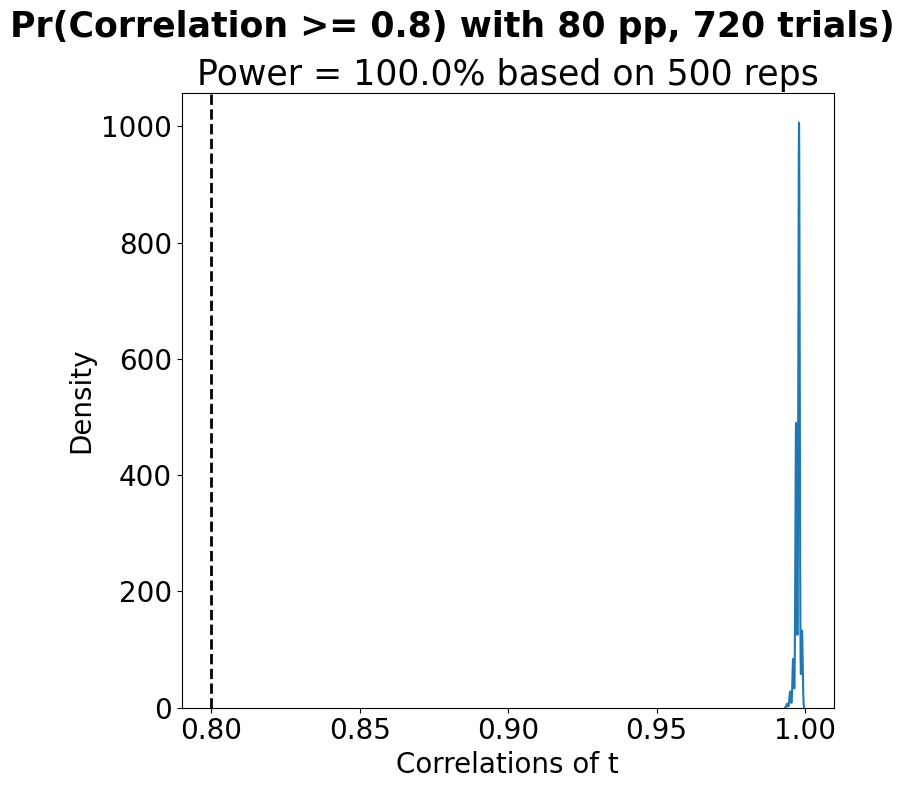 Pr(Correlation >= 0.8) with 80 pp, 720 trials)
Power = 100.0% based on 500 reps
1000
800
600
400
200
0
Density
0.80 0.85 0.90 0.95 1.00
Correlations of t